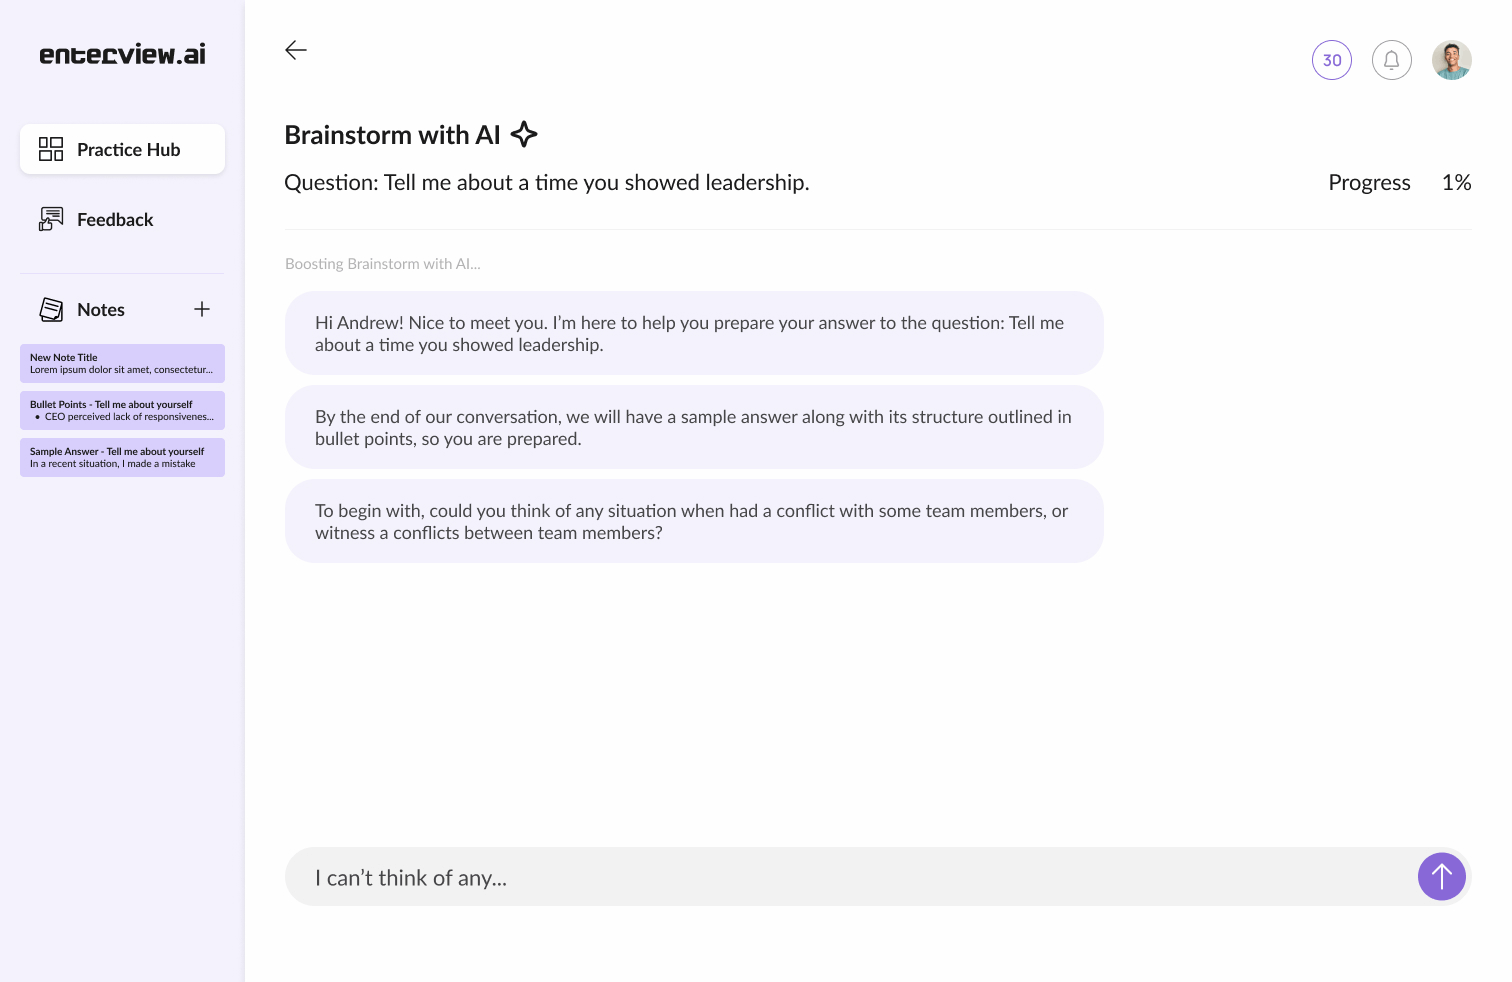 entecview.ai
30
Practice Hub
Feedback
Notes
New Note Title
Lorem ipsum dolor sit amet, consectetur...
Bullet Points - Tell me about yourself
• CEO perceived lack of responsivenes...
Sample Answer - Tell me about yourself
In a recent situation, I made a mistake
Brainstorm with AI
Question: Tell me about a time you showed leadership.
Progress 1%
Boosting Brainstorm with AI...
Hi Andrew! Nice to meet you. I’m here to help you prepare your answer to the question: Tell me
about a time you showed leadership.
By the end of our conversation, we will have a sample answer along with its structure outlined in
bullet points, so you are prepared.
To begin with, could you think of any situation when had a conflict with some team members, or
witness a conflicts between team members?
I can’t think of any...